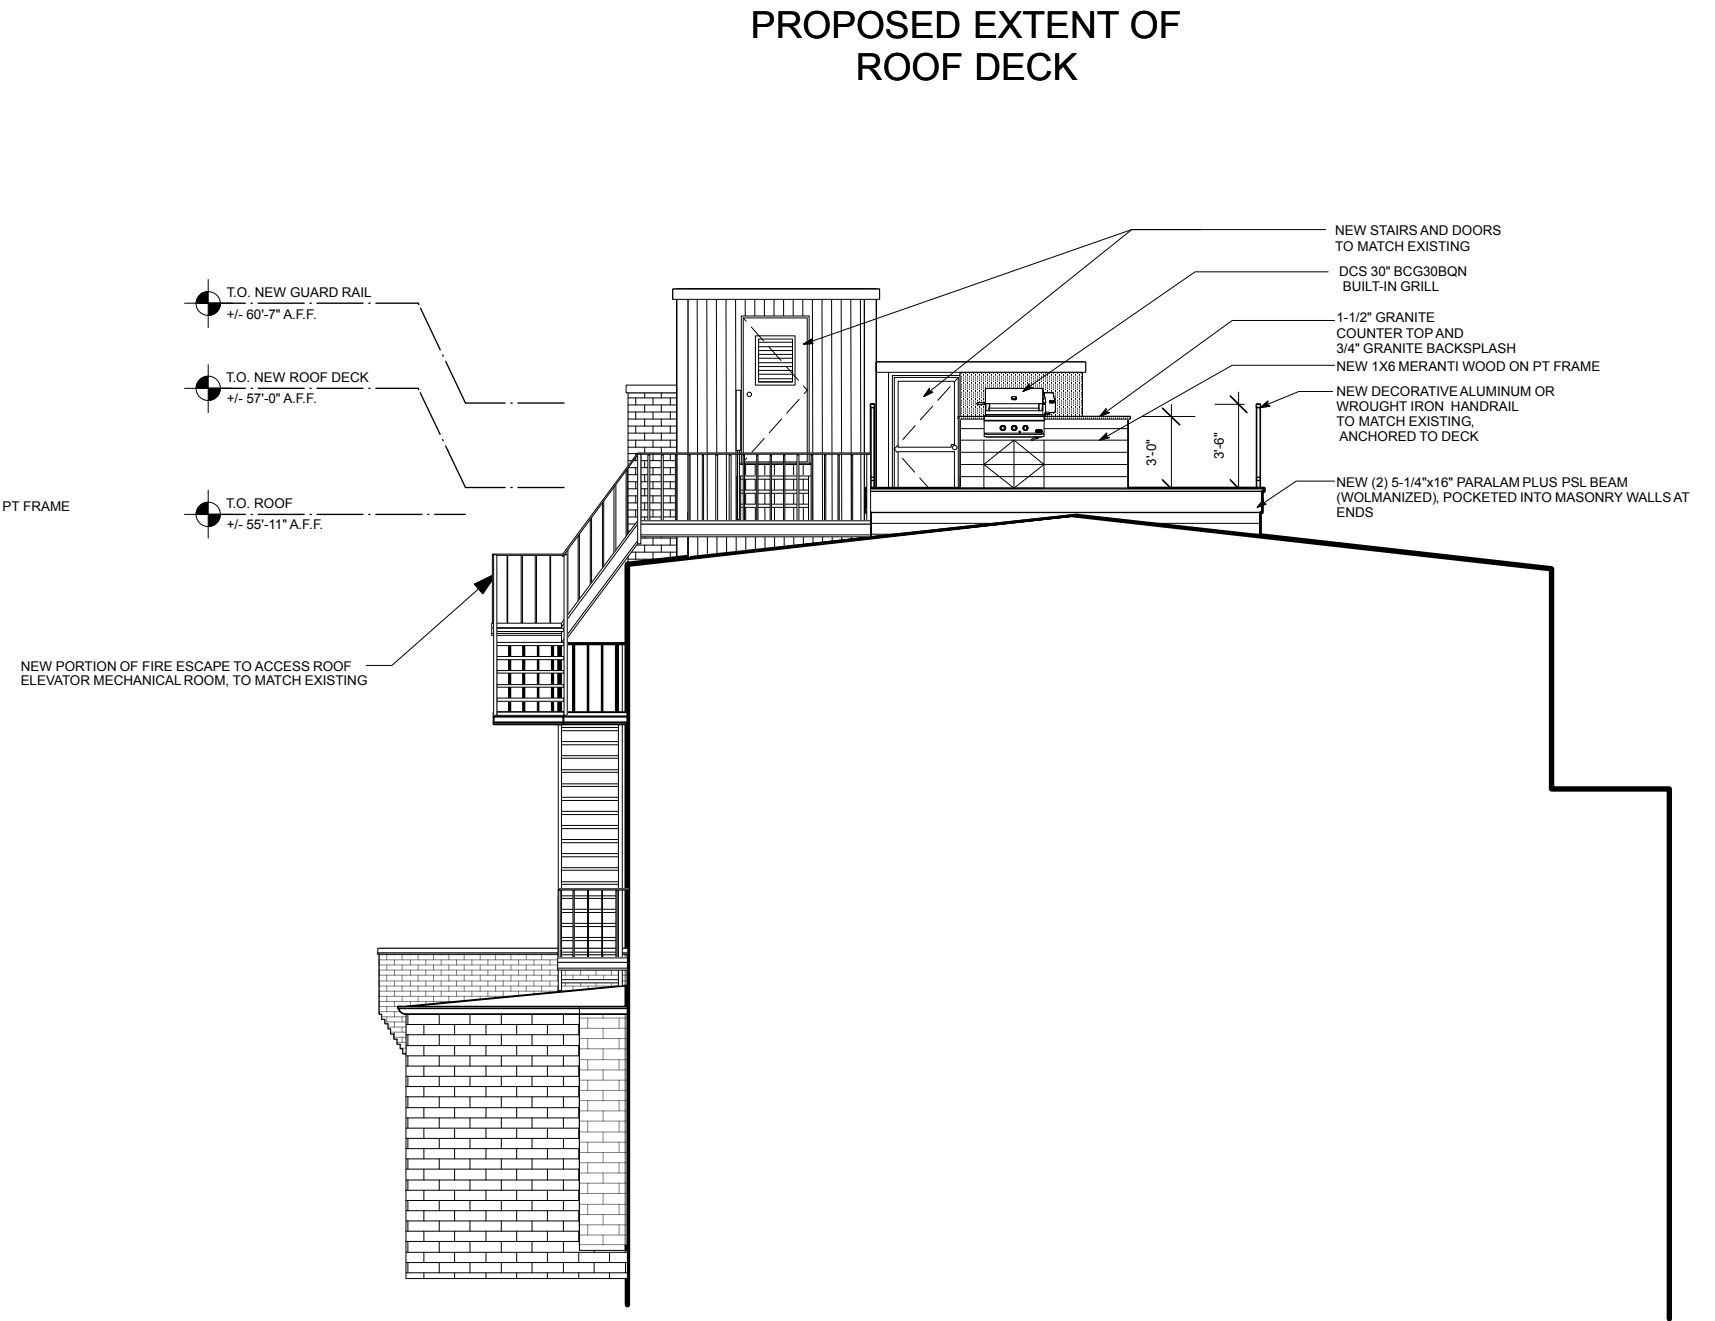 PROPOSED EXTENT OF
ROOF DECK
NEW STAIRS AND DOORS
TO MATCH EXISTING
DCS 30" BCG30BQN
BUILT-IN GRILL
1-1/2" GRANITE
COUNTER TOP AND
3/4" GRANITE BACKSPLASH
NEW 1X6 MERANTI WOOD ON PT FRAME
NEW DECORATIVE ALUMINUM OR
WROUGHT IRON HANDRAIL
TO MATCH EXISTING,
ANCHORED TO DECK
NEW (2) 5-1/4"x16" PARALAM PLUS PSL BEAM
(WOLMANIZED), POCKETED INTO MASONRY WALLS AT
ENDS
3'-0"
3'-6"
T.O. NEW GUARD RAIL
+/- 60'-7" A.F.F.
T.O. NEW ROOF DECK
+/- 57'-0" A.F.F.
T.O. ROOF
+/- 55'-11" A.F.F.
PT FRAME
NEW PORTION OF FIRE ESCAPE TO ACCESS ROOF
ELEVATOR MECHANICAL ROOM, TO MATCH EXISTING